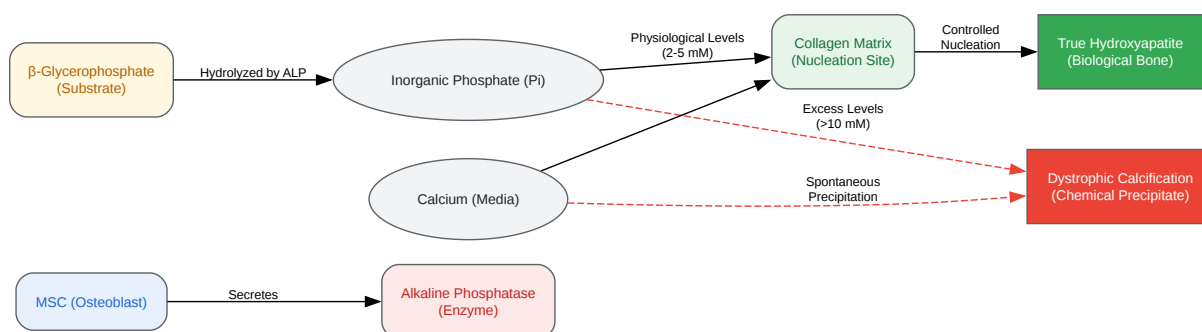 β-Glycerophosphate
(Substrate)
Hydrolyzed by ALP
Inorganic Phosphate (Pi)
Physiological Levels
(2-5 mM)
Collagen Matrix
(Nucleation Site)
Controlled
Nucleation
True Hydroxyapatite
(Biological Bone)
Excess Levels
(>10 mM)
Calcium (Media)
Spontaneous
Precipitation
Dystrophic Calcification
(Chemical Precipitate)
MSC (Osteoblast)
Secretes
Alkaline Phosphatase
(Enzyme)